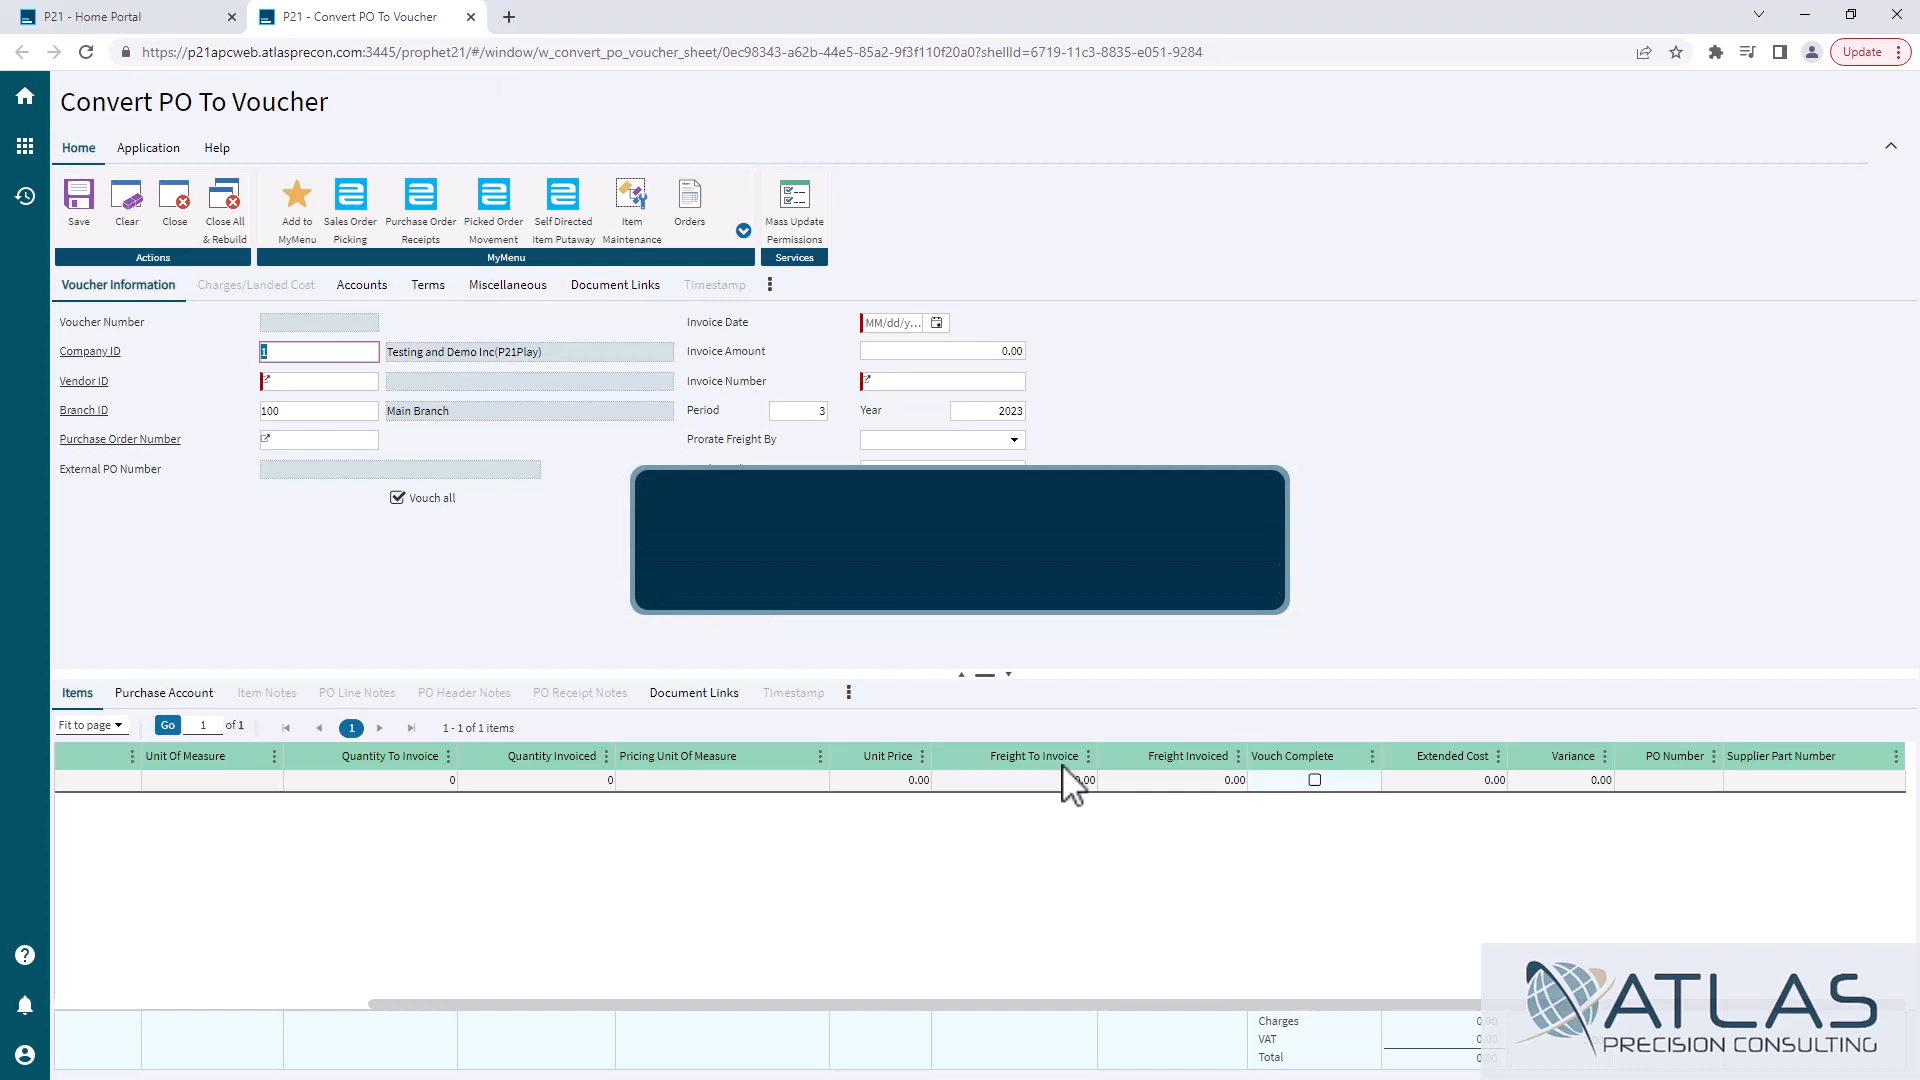 P21 - Home Portal
P21 - Convert PO To Voucher
https://p21apcweb.atlasprecon.com:3445/prophet21/#/window/w_convert_po_voucher_sheet/0ec98343-a62b-44e5-85a2-9f3f110f20a0?shellId=6719-11c3-8835-e051-9284
Update
Convert PO To Voucher
Home Application Help
Save Clear Close Close All & Rebuild
Add to MyMenu Sales Order Picking Purchase Order Receipts Picked Order Movement Self Directed Item Putaway Item Maintenance Orders
Mass Update Permissions
Actions MyMenu Services
Voucher Information Charges/Landed Cost Accounts Terms Miscellaneous Document Links Timestamp
Voucher Number Invoice Date MM/dd/y...
Company ID 1 Testing and Demo Inc(P21Play) Invoice Amount 0.00
Vendor ID Invoice Number
Branch ID 100 Main Branch Period 3 Year 2023
Purchase Order Number Prorate Freight By
External PO Number
Vouch all
Items Purchase Account Item Notes PO Line Notes PO Header Notes PO Receipt Notes Document Links Timestamp
Fit to page Go 1 of 1 1 1 - 1 of 1 items
Unit Of Measure Quantity To Invoice Quantity Invoiced Pricing Unit Of Measure Unit Price Freight To Invoice Freight Invoiced Vouch Complete Extended Cost Variance PO Number Supplier Part Number
0 0 0.00 0.00 0.00 0.00 0.00
Charges 0.00
VAT 0.00
Total 0.00
ATLAS
PRECISION CONSULTING